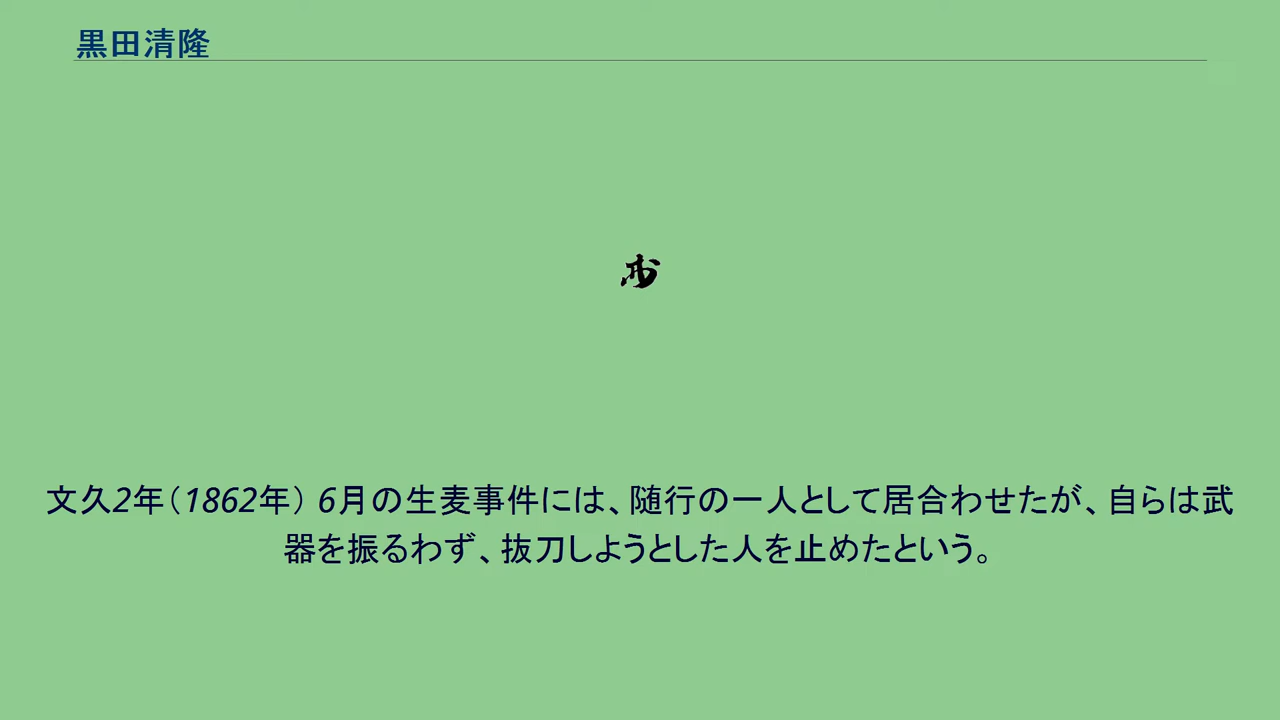 黒田清隆
文久2年（1862年） 6月の生麦事件には、随行の一人として居合わせたが、自らは武
器を振るわず、抜刀しようとした人を止めたという。